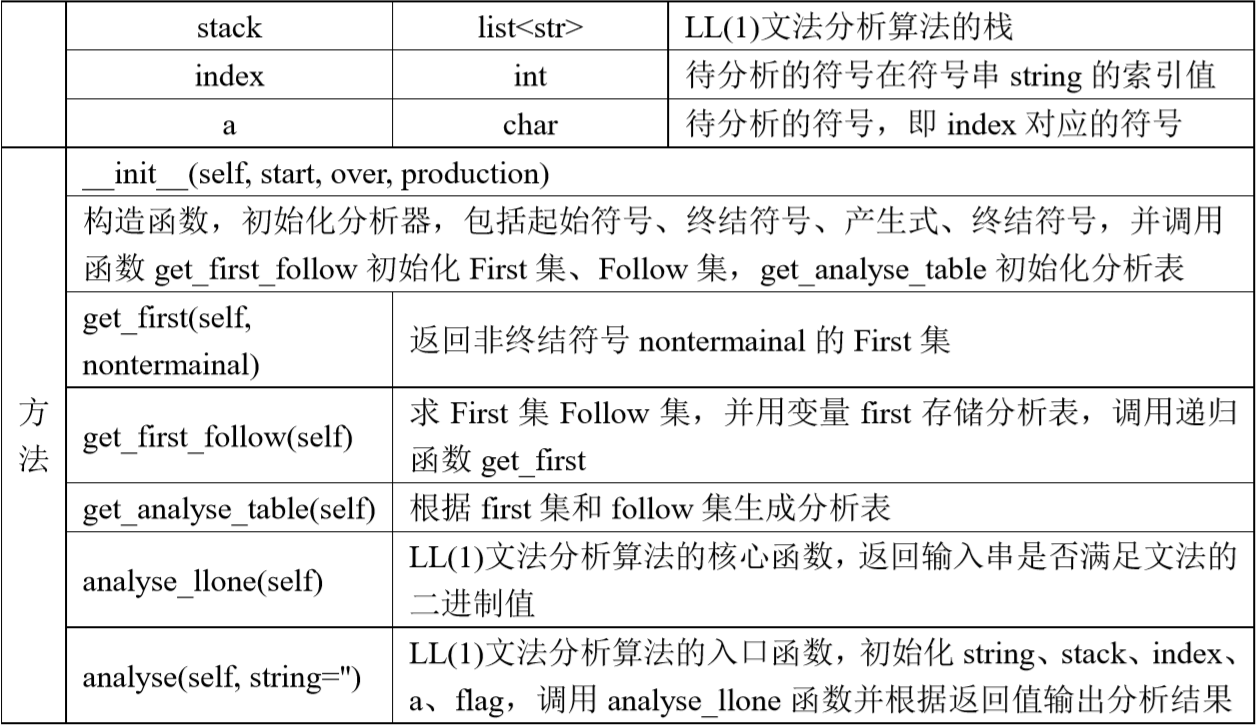 stack list<str> LL(1)文法分析算法的栈
index int 待分析的符号在符号串 string 的索引值
a char 待分析的符号，即 index 对应的符号
方法
__init__(self, start, over, production)
构造函数，初始化分析器，包括起始符号、终结符号、产生式、终结符号，并调用
函数 get_first_follow 初始化 First 集、Follow 集，get_analyse_table 初始化分析表
get_first(self,
nontermainal)
返回非终结符号 nontermainal 的 First 集
get_first_follow(self)
求 First 集 Follow 集，并用变量 first 存储分析表，调用递归
函数 get_first
get_analyse_table(self) 根据 first 集和 follow 集生成分析表
analyse_llone(self)
LL(1)文法分析算法的核心函数，返回输入串是否满足文法的
二进制值
analyse(self, string='')
LL(1)文法分析算法的入口函数，初始化 string、stack、index、
a、flag，调用 analyse_llone 函数并根据返回值输出分析结果